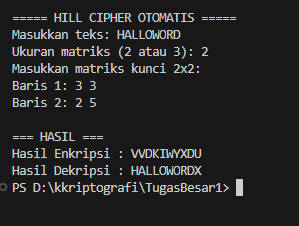 ===== HILL CIPHER OTOMATIS =====
Masukkan teks: HALLOWORD
Ukuran matriks (2 atau 3): 2
Masukkan matriks kunci 2x2:
Baris 1: 3 3
Baris 2: 2 5
=== HASIL ===
Hasil Enkripsi : VVDKIWYXDU
Hasil Dekripsi : HALLOWORDX
PS D:\kkriptografi\TugasBesar1>